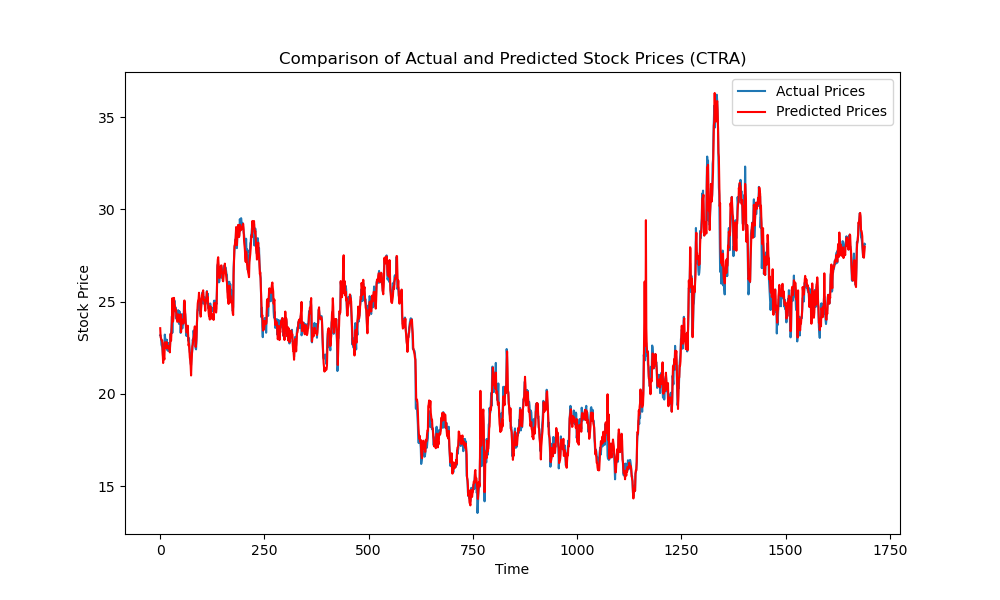 Comparison of Actual and Predicted Stock Prices (CTRA)
Actual Prices
Predicted Prices
Stock Price
35
30
25
20
15
0 250 500 750 1000 1250 1500 1750
Time